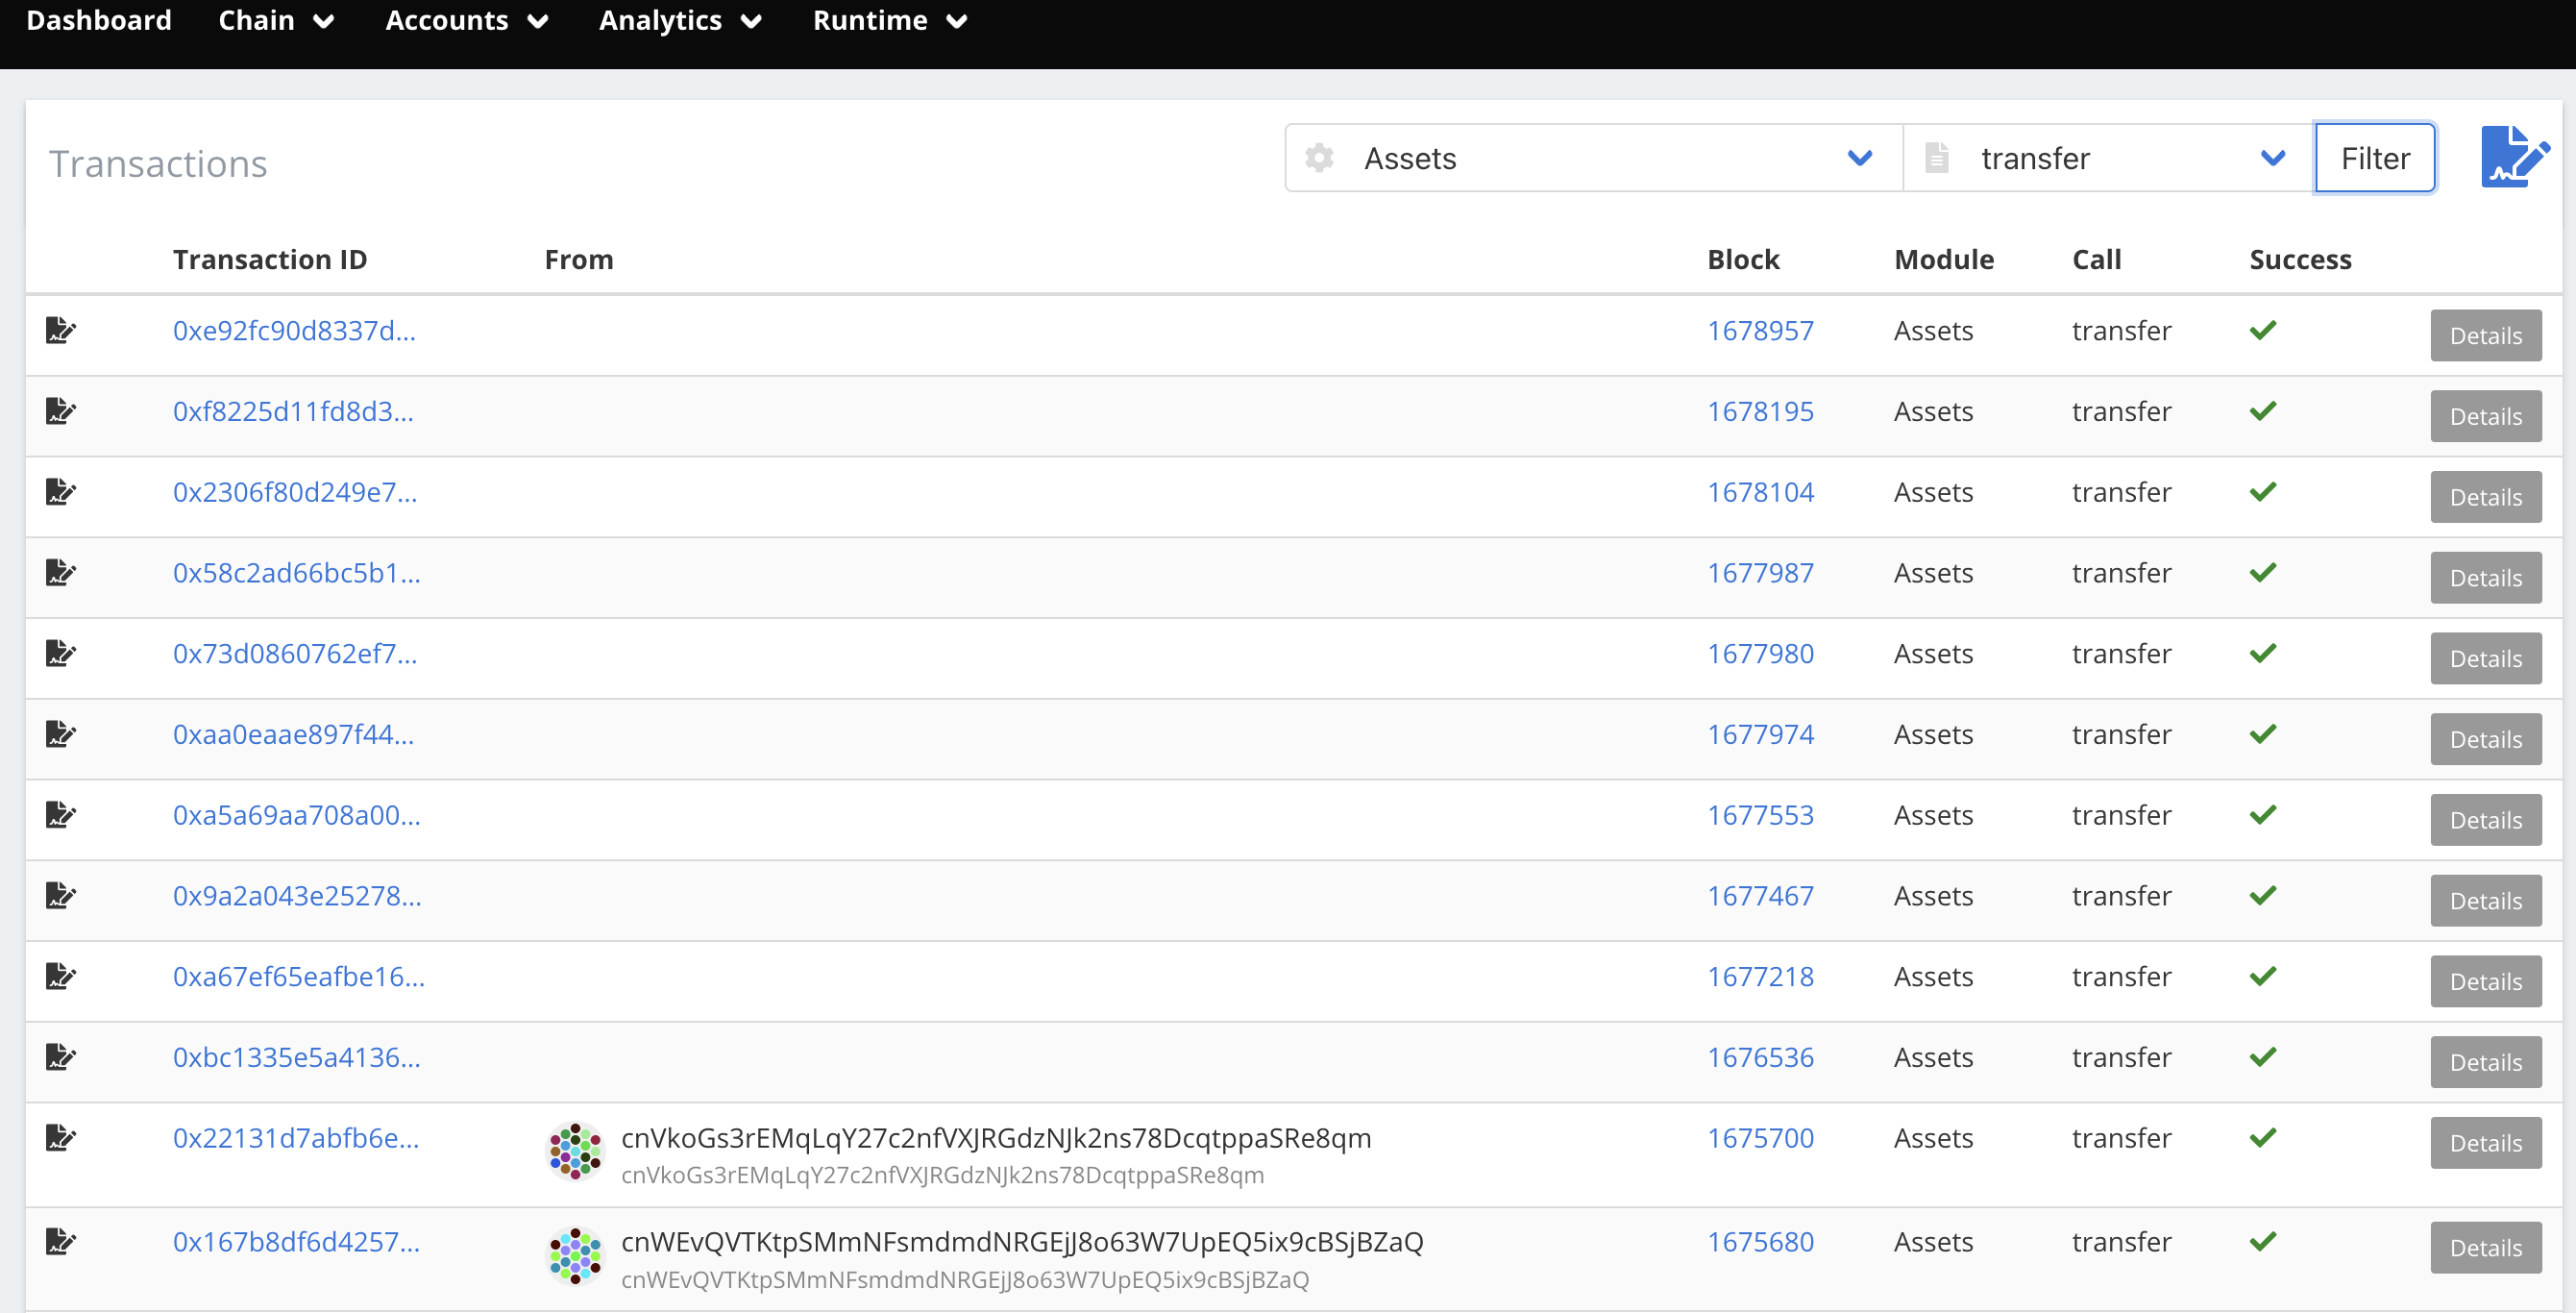 Dashboard Chain Accounts Analytics Runtime
Transactions Assets transfer Filter
Transaction ID From Block Module Call Success
0xe92fc90d8337d... 1678957 Assets transfer Details
0xf8225d11fd8d3... 1678195 Assets transfer Details
0x2306f80d249e7... 1678104 Assets transfer Details
0x58c2ad66bc5b1... 1677987 Assets transfer Details
0x73d0860762ef7... 1677980 Assets transfer Details
0xaa0eaae897f44... 1677974 Assets transfer Details
0xa5a69aa708a00... 1677553 Assets transfer Details
0x9a2a043e25278... 1677467 Assets transfer Details
0xa67ef65eafbe16... 1677218 Assets transfer Details
0xbc1335e5a4136... 1676536 Assets transfer Details
0x22131d7abfb6e... cnVkoGs3rEMqLqY27c2nfVXJRGdzNJk2ns78DcqtppaSRe8qm 1675700 Assets transfer Details
cnVkoGs3rEMqLqY27c2nfVXJRGdzNJk2ns78DcqtppaSRe8qm
0x167b8df6d4257... cnWEvQVTKtpSMmNFsmdmdNRGEjJ8o63W7UpEQ5ix9cBSjBZaQ 1675680 Assets transfer Details
cnWEvQVTKtpSMmNFsmdmdNRGEjJ8o63W7UpEQ5ix9cBSjBZaQ